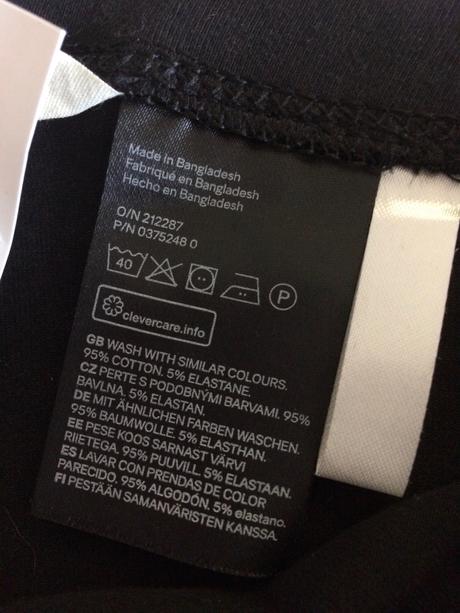 Made in Bangladesh
Fabriqué en Bangladesh
Hecho en Bangladesh
O/N 212287
P/N 0375248 0
40
P
clevercare.info
GB WASH WITH SIMILAR COLOURS.
95% COTTON. 5% ELASTANE.
CZ PERTE S PODOBNÝMI BARVAMI. 95%
BAVLNA. 5% ELASTAN.
DE MIT ÄHNLICHEN FARBEN WASCHEN.
95% BAUMWOLLE. 5% ELASTHAN.
EE PESE KOOS SARNAST VÄRVI
RIIETEGA. 95% PUUVILL. 5% ELASTAAN.
ES LAVAR CON PRENDAS DE COLOR
PARECIDO. 95% ALGODÓN. 5% elastano.
FI PESTÄÄN SAMANVÄRISTEN KANSSA.